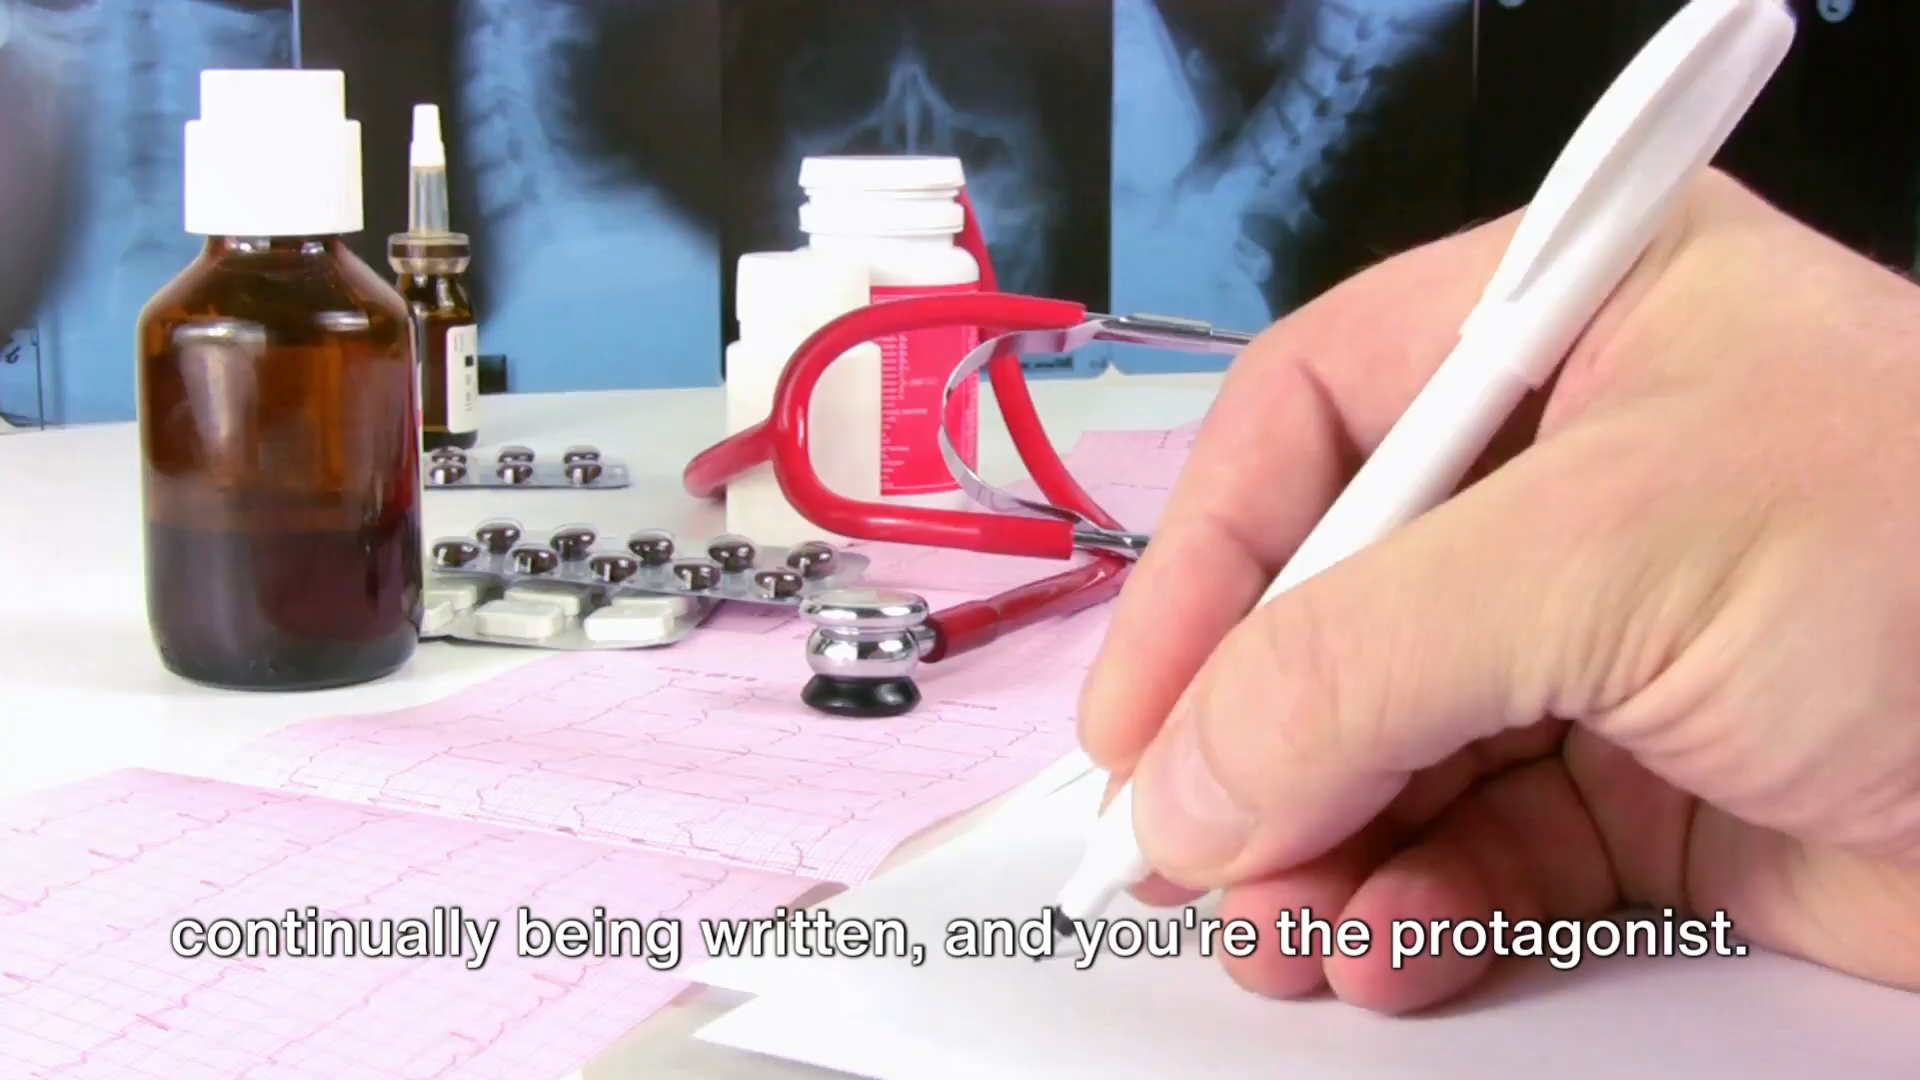 continually being written, and you're the protagonist.